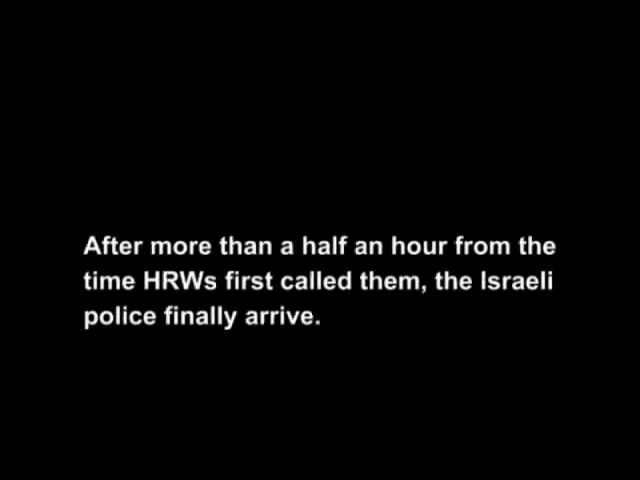 After more than a half an hour from the
time HRWs first called them, the Israeli
police finally arrive.